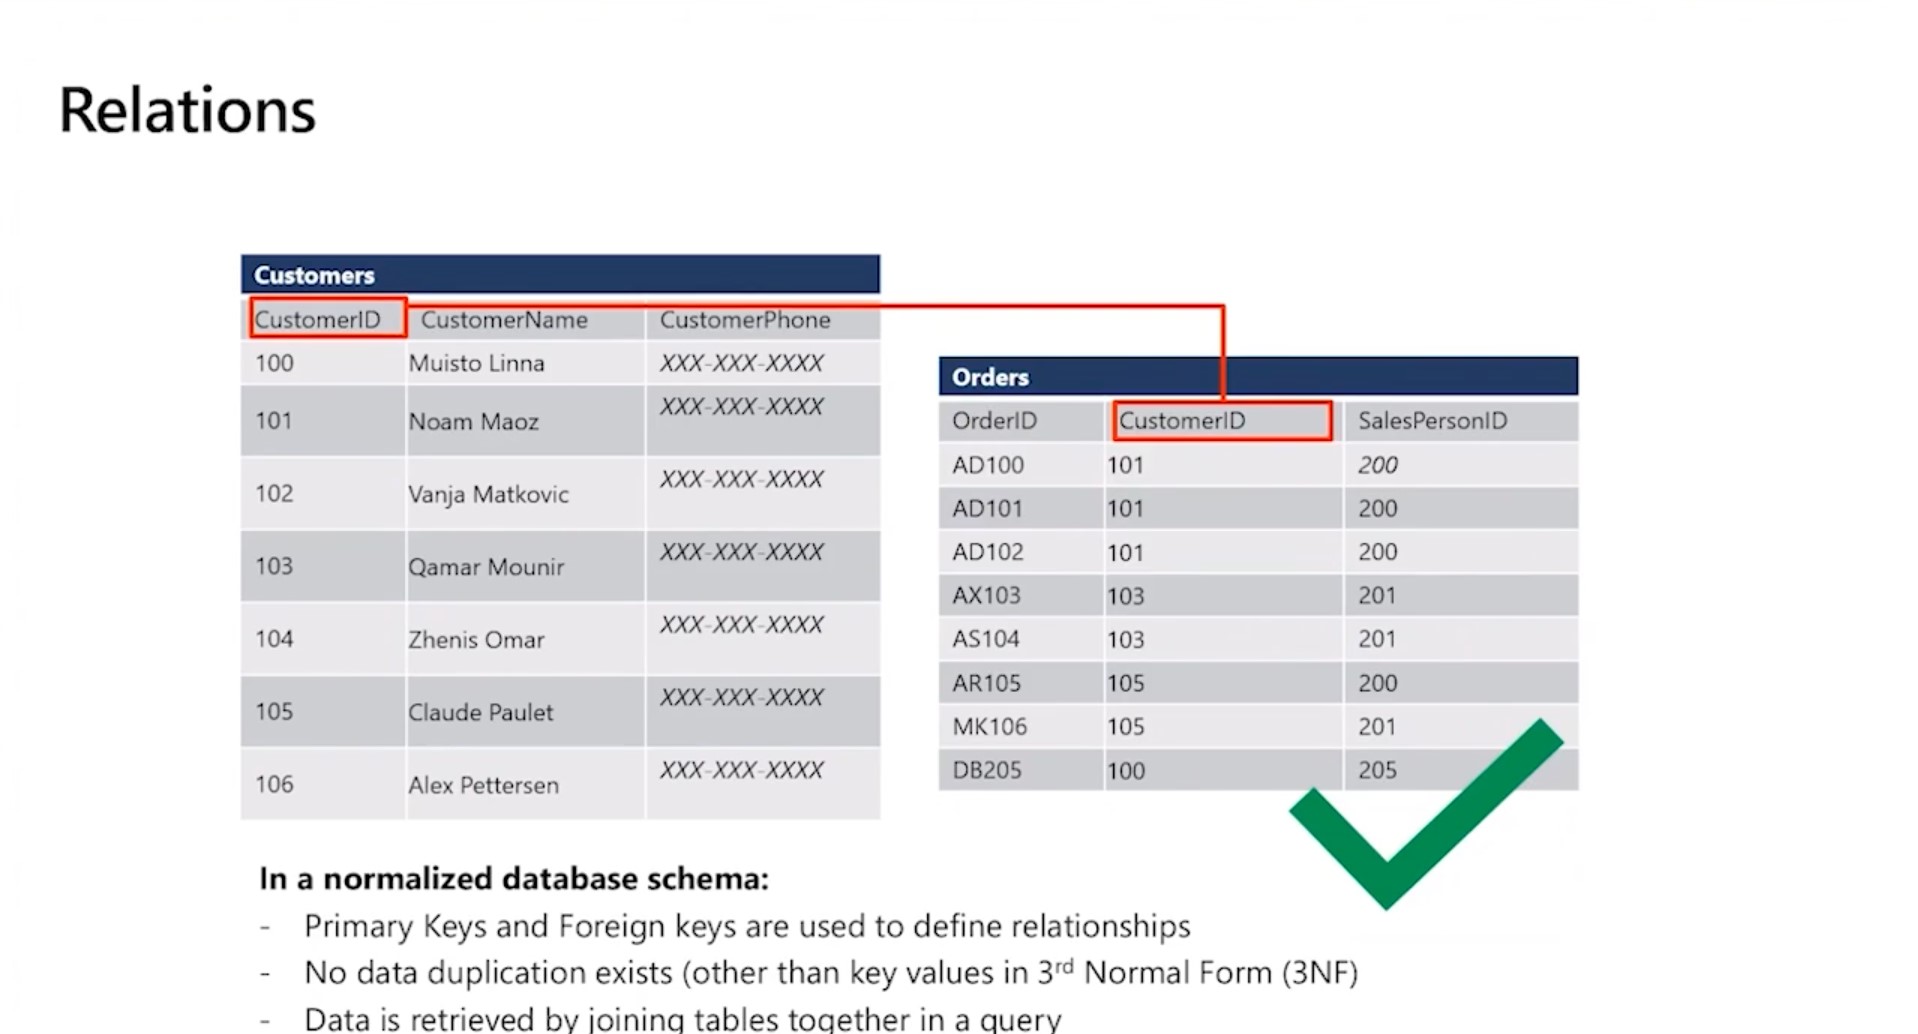 Relations
Customers
CustomerID CustomerName CustomerPhone
100 Muisto Linna XXX-XXX-XXXX
101 Noam Maoz XXX-XXX-XXXX
102 Vanja Matkovic XXX-XXX-XXXX
103 Qamar Mounir XXX-XXX-XXXX
104 Zhenis Omar XXX-XXX-XXXX
105 Claude Paulet XXX-XXX-XXXX
106 Alex Pettersen XXX-XXX-XXXX
Orders
OrderID CustomerID SalesPersonID
AD100 101 200
AD101 101 200
AD102 101 200
AX103 103 201
AS104 103 201
AR105 105 200
MK106 105 201
DB205 100 205
In a normalized database schema:
- Primary Keys and Foreign keys are used to define relationships
- No data duplication exists (other than key values in 3rd Normal Form (3NF)
- Data is retrieved by joining tables together in a query